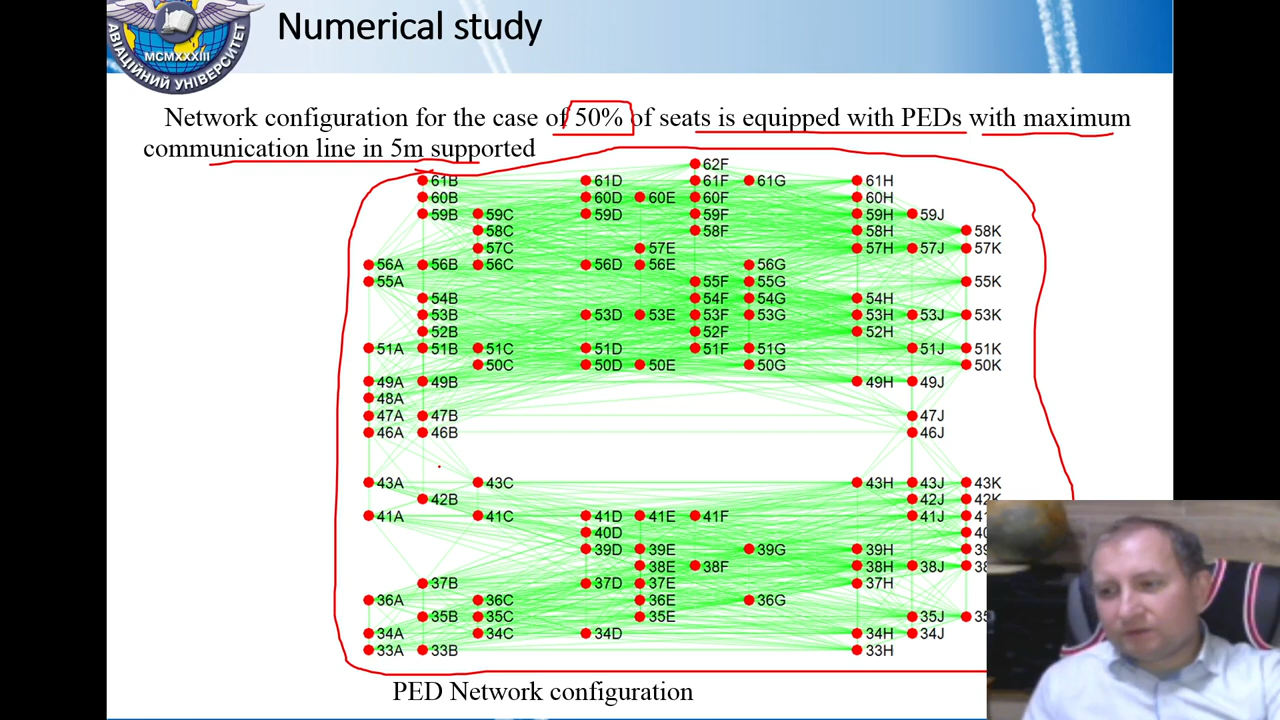 Numerical study
MCMXXXIII
АВІАЦІЙНИЙ УНІВЕРСИТЕТ
Network configuration for the case of 50% of seats is equipped with PEDs with maximum
communication line in 5m supported
62F
61B 61D 61F 61G 61H
60B 60D 60E 60F 60H
59B 59C 59D 59F 59H 59J
58C 58F 58H 58K
57C 57E 57H 57J 57K
56A 56B 56C 56D 56E 56G
55A 55F 55G 55K
54B 54F 54G 54H
53B 53D 53E 53F 53G 53H 53J 53K
52B 52F 52H
51A 51B 51C 51D 51F 51G 51J 51K
50C 50D 50E 50G 50K
49A 49B 49H 49J
48A
47A 47B 47J
46A 46B 46J
43A 43C 43H 43J 43K
42B 42J 42K
41A 41C 41D 41E 41F 41J 41
40D 40
39D 39E 39G 39H 39
38E 38F 38H 38J 38
37B 37D 37E 37H
36A 36C 36E 36G
35B 35C 35E 35J 35
34A 34C 34D 34H 34J
33A 33B 33H
PED Network configuration